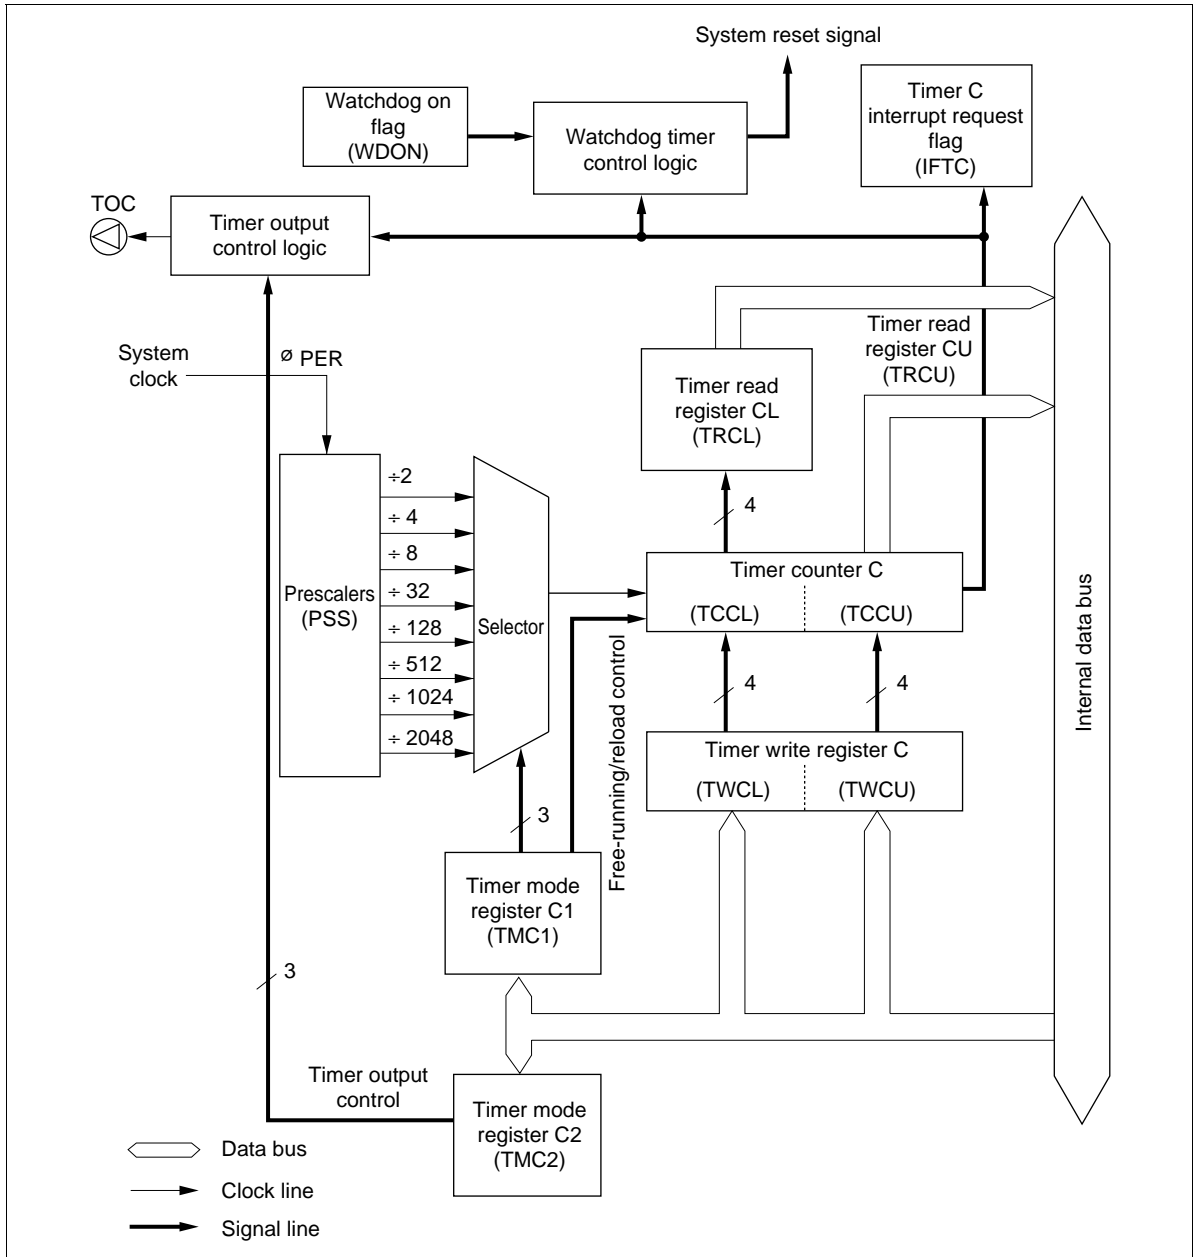 System reset signal
Watchdog on
flag
(WDON)
Watchdog timer
control logic
Timer C
interrupt request
flag
(IFTC)
TOC
Timer output
control logic
System
clock
ø PER
Timer read
register CL
(TRCL)
Timer read
register CU
(TRCU)
Prescalers
(PSS)
÷2
÷ 4
÷ 8
÷ 32
÷ 128
÷ 512
÷ 1024
÷ 2048
Selector
4
Timer counter C
(TCCL)
(TCCU)
Free-running/reload control
4
4
Timer write register C
(TWCL)
(TWCU)
Internal data bus
3
Timer mode
register C1
(TMC1)
3
Timer output
control
Timer mode
register C2
(TMC2)
Data bus
Clock line
Signal line